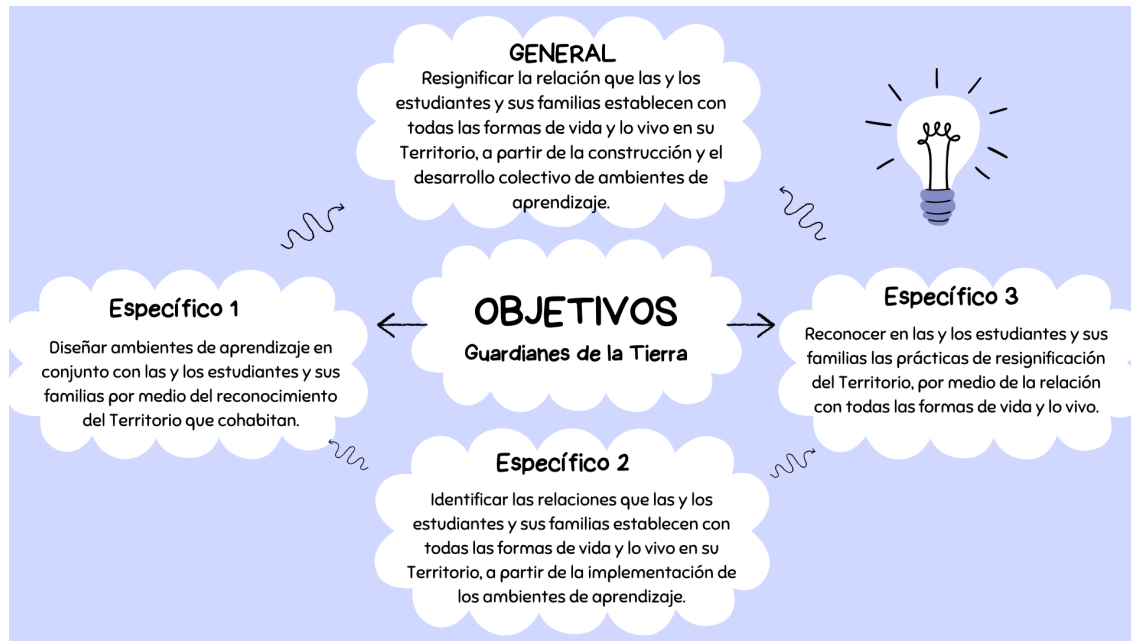 GENERAL
Resignificar la relación que las y los
estudiantes y sus familias establecen con
todas las formas de vida y lo vivo en su
Territorio, a partir de la construcción y el
desarrollo colectivo de ambientes de
aprendizaje.
OBJETIVOS
Guardianes de la Tierra
Específico 1
Diseñar ambientes de aprendizaje en
conjunto con las y los estudiantes y sus
familias por medio del reconocimiento
del Territorio que cohabitan.
Específico 2
Identificar las relaciones que las y los
estudiantes y sus familias establecen con
todas las formas de vida y lo vivo en su
Territorio, a partir de la implementación de
los ambientes de aprendizaje.
Específico 3
Reconocer en las y los estudiantes y sus
familias las prácticas de resignificación
del Territorio, por medio de la relación
con todas las formas de vida y lo vivo.